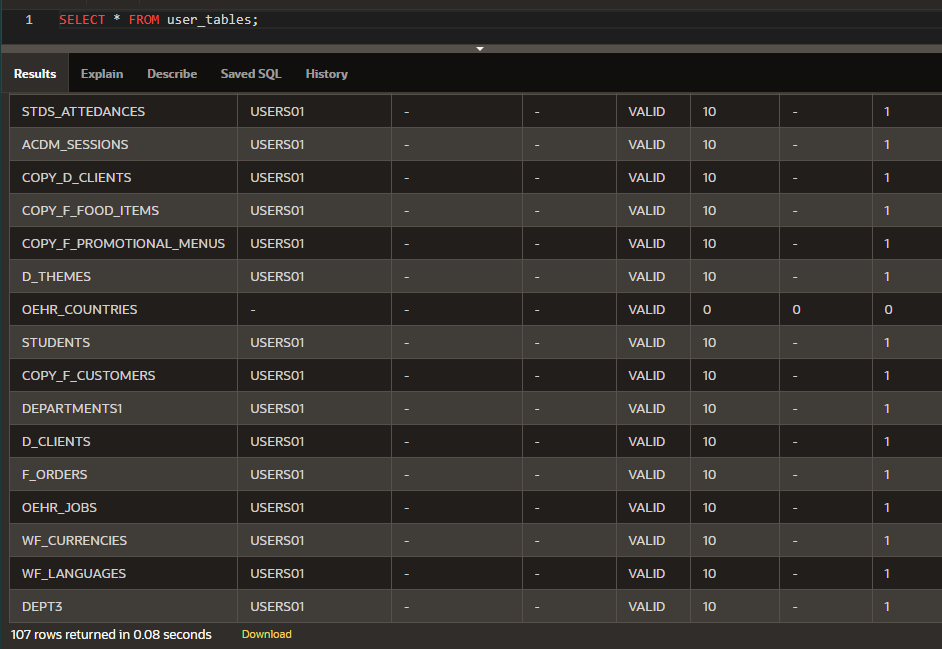 1 SELECT * FROM user_tables;
Results Explain Describe Saved SQL History
STDS_ATTEDANCES USERS01 - - VALID 10 - 1
ACDM_SESSIONS USERS01 - - VALID 10 - 1
COPY_D_CLIENTS USERS01 - - VALID 10 - 1
COPY_F_FOOD_ITEMS USERS01 - - VALID 10 - 1
COPY_F_PROMOTIONAL_MENUS USERS01 - - VALID 10 - 1
D_THEMES USERS01 - - VALID 10 - 1
OEHR_COUNTRIES - - - VALID 0 0 0
STUDENTS USERS01 - - VALID 10 - 1
COPY_F_CUSTOMERS USERS01 - - VALID 10 - 1
DEPARTMENTS1 USERS01 - - VALID 10 - 1
D_CLIENTS USERS01 - - VALID 10 - 1
F_ORDERS USERS01 - - VALID 10 - 1
OEHR_JOBS USERS01 - - VALID 10 - 1
WF_CURRENCIES USERS01 - - VALID 10 - 1
WF_LANGUAGES USERS01 - - VALID 10 - 1
DEPT3 USERS01 - - VALID 10 - 1
107 rows returned in 0.08 seconds Download